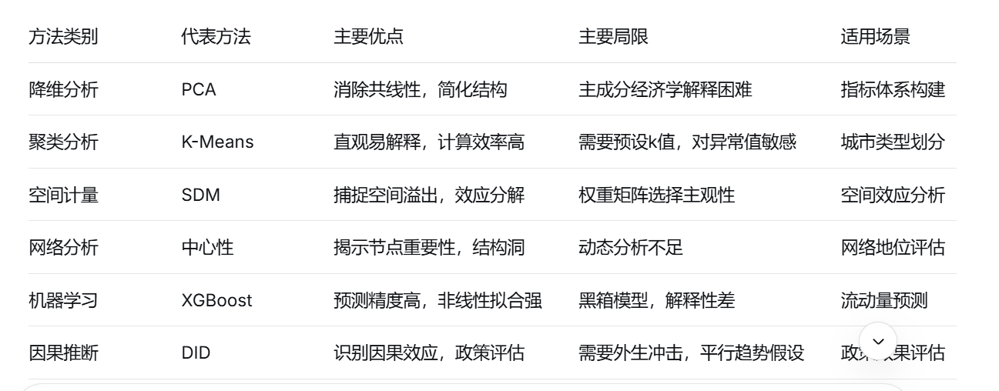 方法类别 代表方法 主要优点 主要局限 适用场景
降维分析 PCA 消除共线性，简化结构 主成分经济学解释困难 指标体系构建
聚类分析 K-Means 直观易解释，计算效率高 需要预设k值，对异常值敏感 城市类型划分
空间计量 SDM 捕捉空间溢出，效应分解 权重矩阵选择主观性 空间效应分析
网络分析 中心性 揭示节点重要性，结构洞 动态分析不足 网络地位评估
机器学习 XGBoost 预测精度高，非线性拟合强 黑箱模型，解释性差 流动量预测
因果推断 DID 识别因果效应，政策评估 需要外生冲击，平行趋势假设 政策效果评估